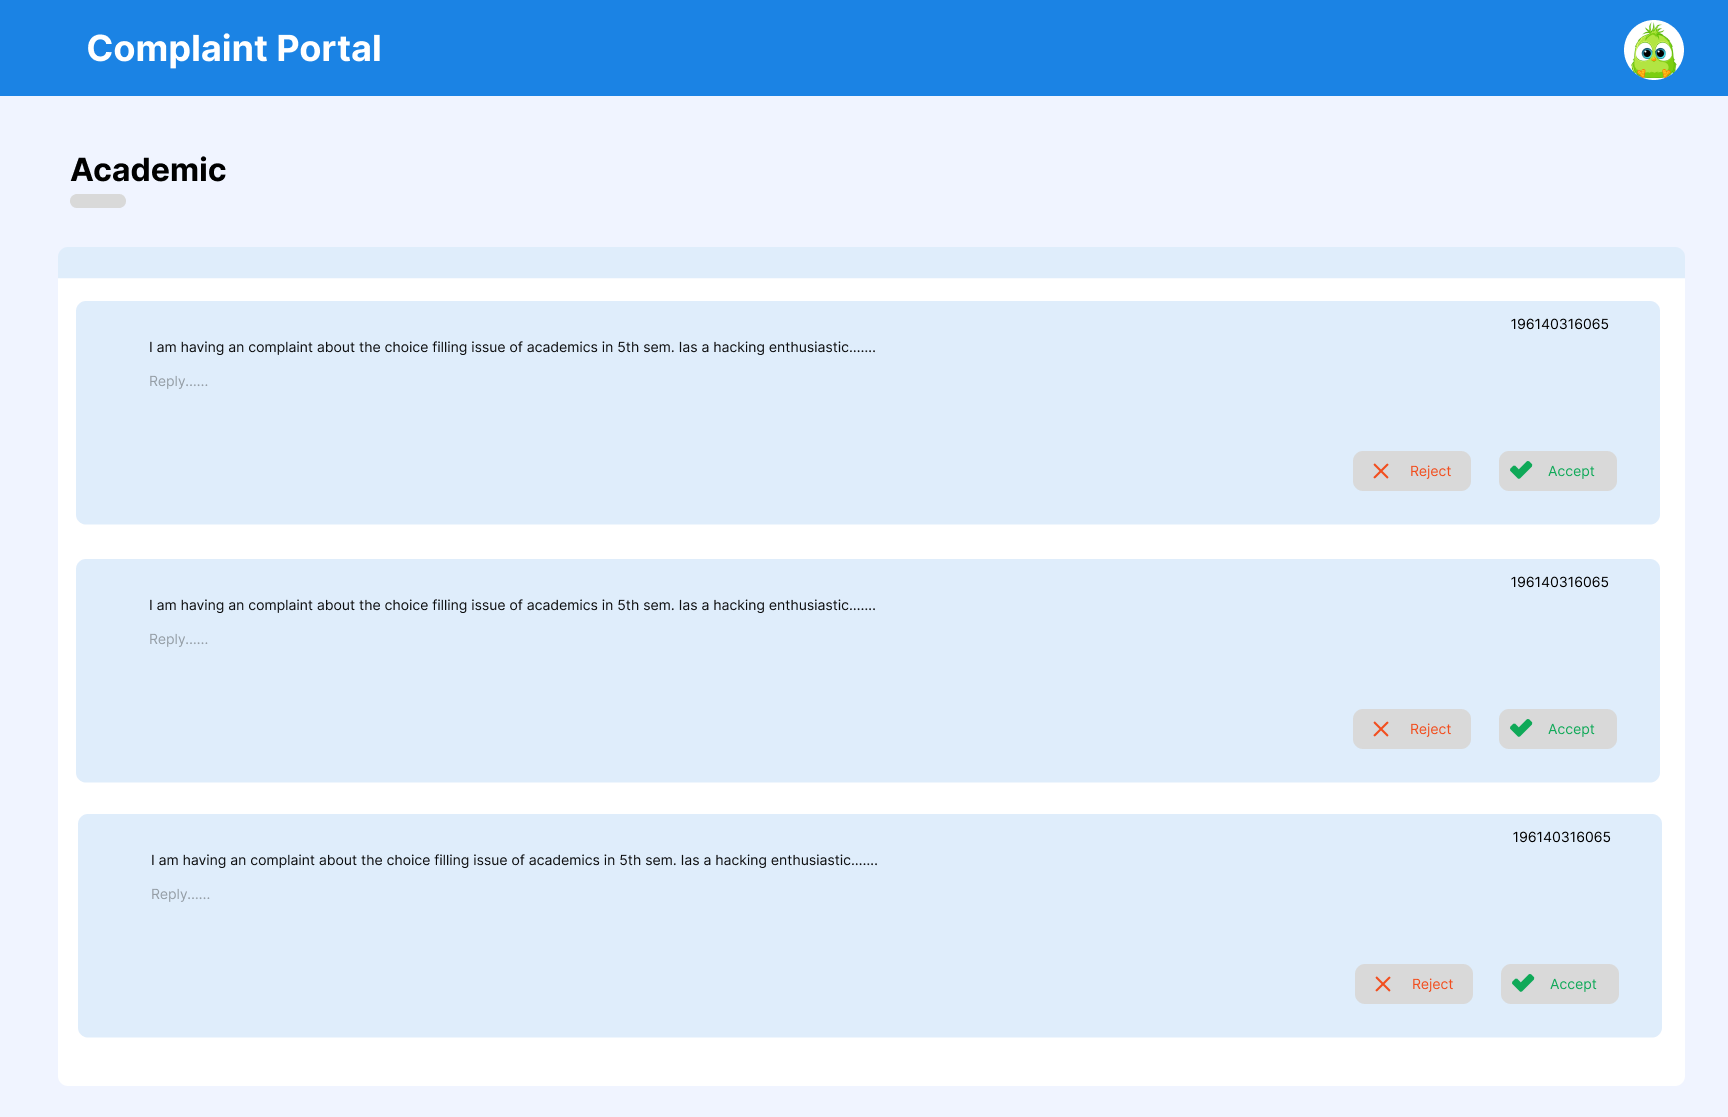 Complaint Portal
Academic
196140316065
I am having an complaint about the choice filling issue of academics in 5th sem. Ias a hacking enthusiastic.......
Reply......
Reject
Accept
196140316065
I am having an complaint about the choice filling issue of academics in 5th sem. Ias a hacking enthusiastic.......
Reply......
Reject
Accept
196140316065
I am having an complaint about the choice filling issue of academics in 5th sem. Ias a hacking enthusiastic.......
Reply......
Reject
Accept